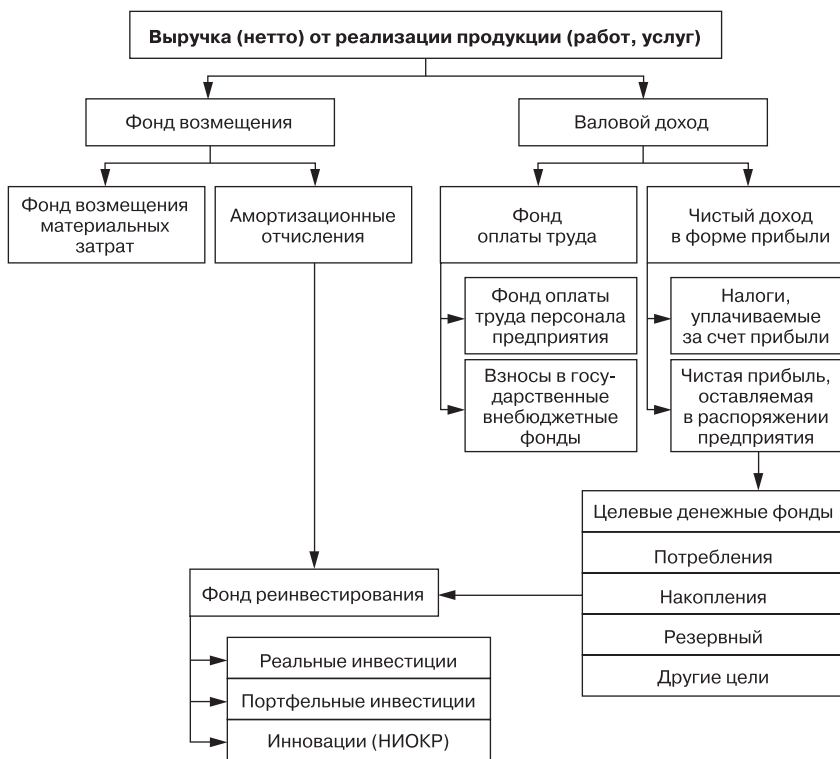 Выручка (нетто) от реализации продукции (работ, услуг)
Фонд возмещения
Валовой доход
Фонд возмещения
материальных
затрат
Амортизационные
отчисления
Фонд
оплаты труда
Чистый доход
в форме прибыли
Фонд оплаты
труда персонала
предприятия
Налоги,
уплачиваемые
за счет прибыли
Взносы в госу-
дарственные
внебюджетные
фонды
Чистая прибыль,
оставляемая
в распоряжении
предприятия
Целевые денежные фонды
Потребления
Накопления
Резервный
Другие цели
Фонд реинвестирования
Реальные инвестиции
Портфельные инвестиции
Инновации (НИОКР)